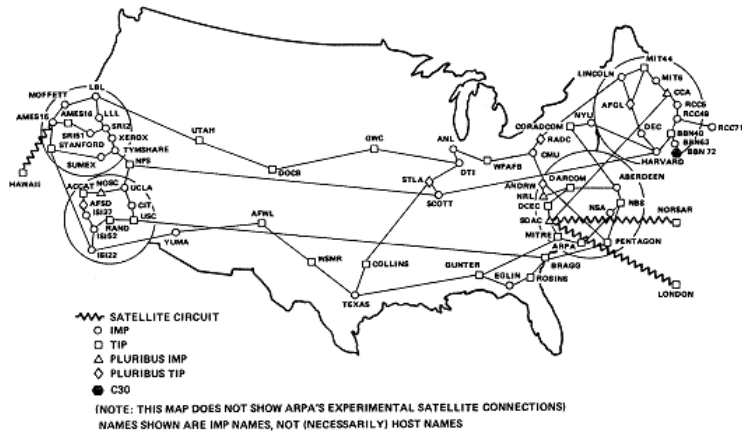 MOFFETT
LBL
AMES15
AMES16
LLL
SRI2
SRI51
XEROX
STANFORD
TYMSHARE
SUMEX
NPS
HAWAII
ACCAT
NOSC
UCLA
AFSD
CIT
ISI27
RAND
USC
ISI52
ISI22
UTAH
DOCB
GWC
ANL
DTI
WPAFB
STLA
SCOTT
AFWL
YUMA
WSMR
COLLINS
TEXAS
GUNTER
EGLIN
ROBINS
BRAGG
LINCOLN
MIT44
MIT6
CCA
RCC5
RCC49
RCC71
AFGL
DEC
BBN40
BBN63
BBN 72
HARVARD
CORADCOM
NYU
RADC
CMU
ABERDEEN
DARCOM
ANDRW
NRL
DCEC
NSA
NBS
SDAC
NORSAR
MITRE
ARPA
PENTAGON
LONDON
SATELLITE CIRCUIT
IMP
TIP
PLURIBUS IMP
PLURIBUS TIP
C30
(NOTE: THIS MAP DOES NOT SHOW ARPA'S EXPERIMENTAL SATELLITE CONNECTIONS)
NAMES SHOWN ARE IMP NAMES, NOT (NECESSARILY) HOST NAMES